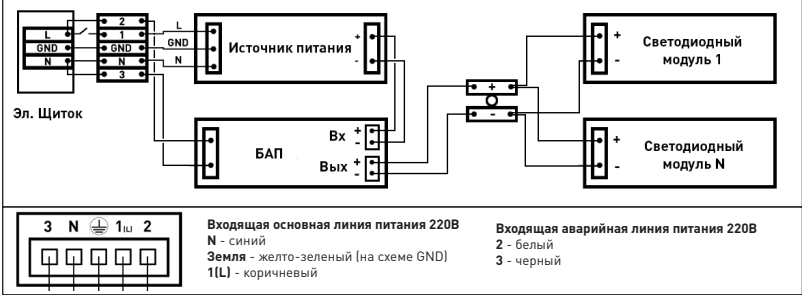 2
L
1
L
GND
GND
GND
N
N
N
3
Эл. Щиток
Источник питания
+
-
БАП
Вх + -
Вых + -
+
-
+
-
Светодиодный
модуль 1
+
-
Светодиодный
модуль N
3 N 1(L) 2
Входящая основная линия питания 220В
N - синий
Земля - желто-зеленый (на схеме GND)
1(L) - коричневый
Входящая аварийная линия питания 220В
2 - белый
3 - черный